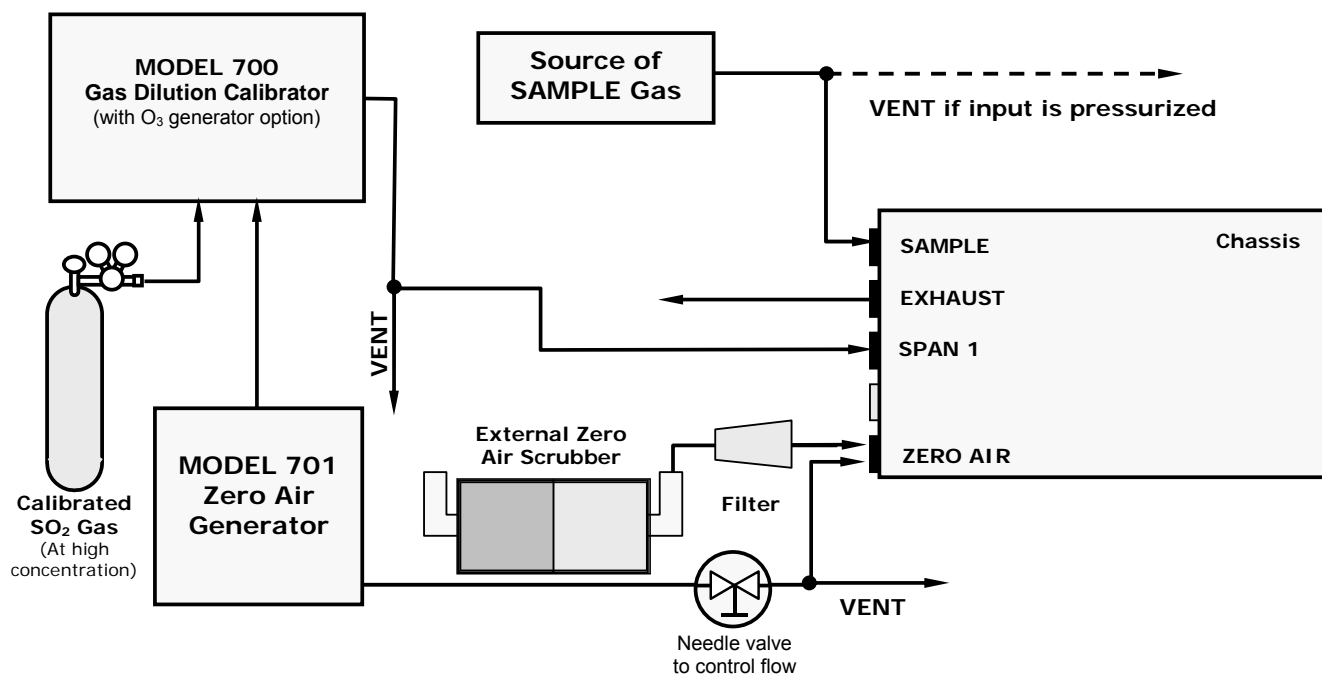 MODEL 700
Gas Dilution Calibrator
(with O₃ generator option)
Source of
SAMPLE Gas
VENT if input is pressurized
SAMPLE
Chassis
EXHAUST
SPAN 1
VENT
External Zero
Air Scrubber
ZERO AIR
Filter
MODEL 701
Zero Air
Generator
Calibrated
SO₂ Gas
(At high
concentration)
VENT
Needle valve
to control flow